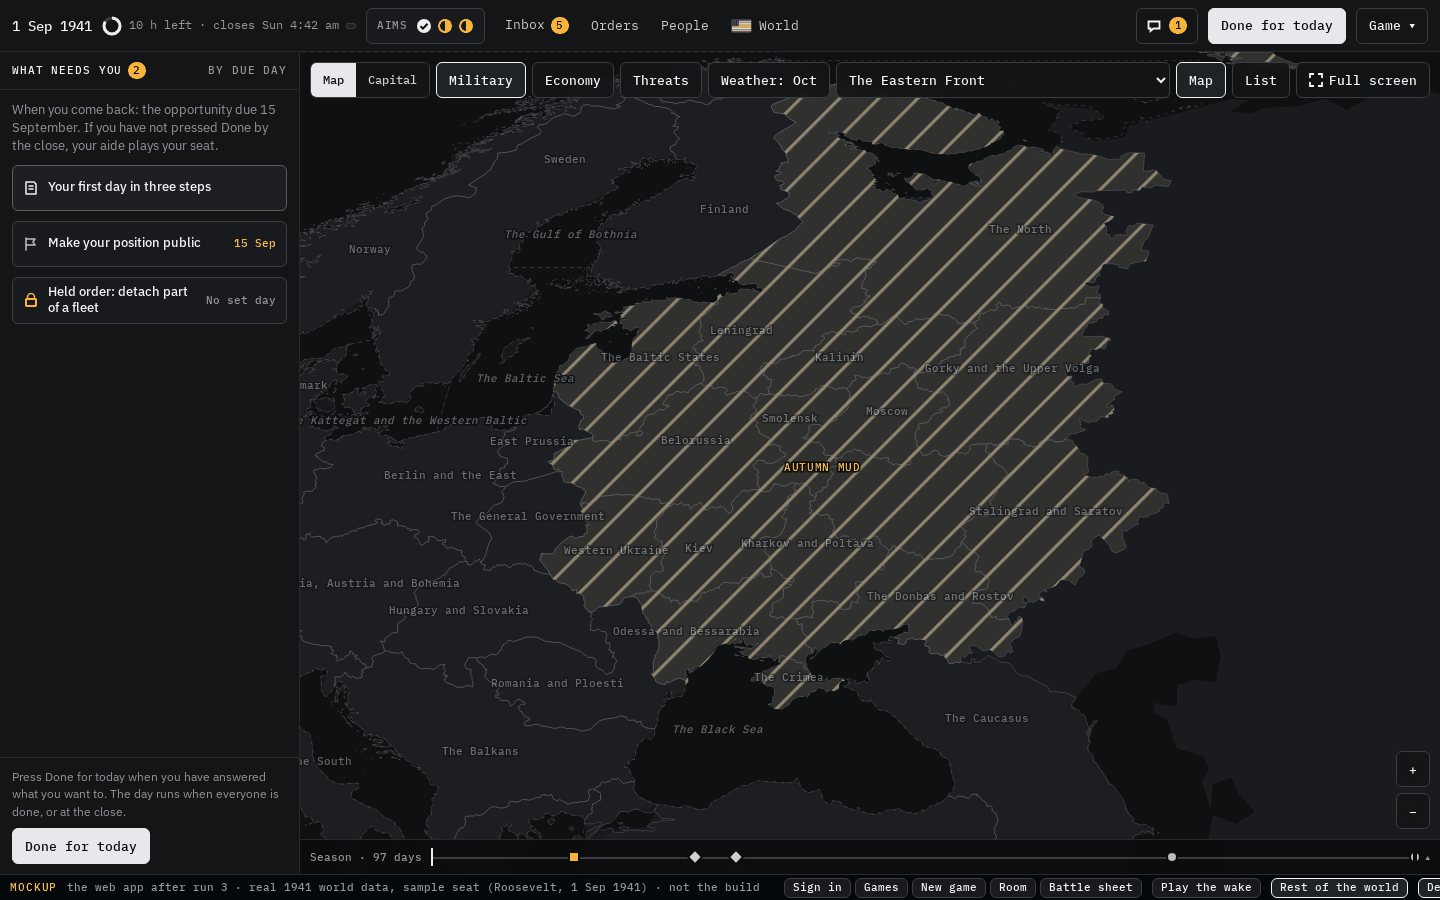 1 Sep 1941 10 h left · closes Sun 4:42 am AIMS Inbox 5 Orders People World 1 Done for today Game ▾
WHAT NEEDS YOU 2 BY DUE DAY
When you come back: the opportunity due 15
September. If you have not pressed Done by
the close, your aide plays your seat.
Your first day in three steps
Make your position public 15 Sep
Held order: detach part
of a fleet
No set day
Press Done for today when you have answered
what you want to. The day runs when everyone is
done, or at the close.
Done for today
Map Capital Military Economy Threats Weather: Oct The Eastern Front Map List Full screen
Sweden
Finland
The North
The Gulf of Bothnia
Norway
Leningrad
The Baltic States
Kalinin
Gorky and the Upper Volga
The Baltic Sea
mark
Moscow
Smolensk
e Kattegat and the Western Baltic
East Prussia
Belorussia
AUTUMN MUD
Berlin and the East
Stalingrad and Saratov
The General Government
Kharkov and Poltava
Western Ukraine
Kiev
ia, Austria and Bohemia
The Donbas and Rostov
Hungary and Slovakia
Odessa and Bessarabia
The Crimea
Romania and Ploesti
The Caucasus
The Black Sea
The Balkans
he South
+
−
Season · 97 days
MOCKUP the web app after run 3 · real 1941 world data, sample seat (Roosevelt, 1 Sep 1941) · not the build Sign in Games New game Room Battle sheet Play the wake Rest of the world De